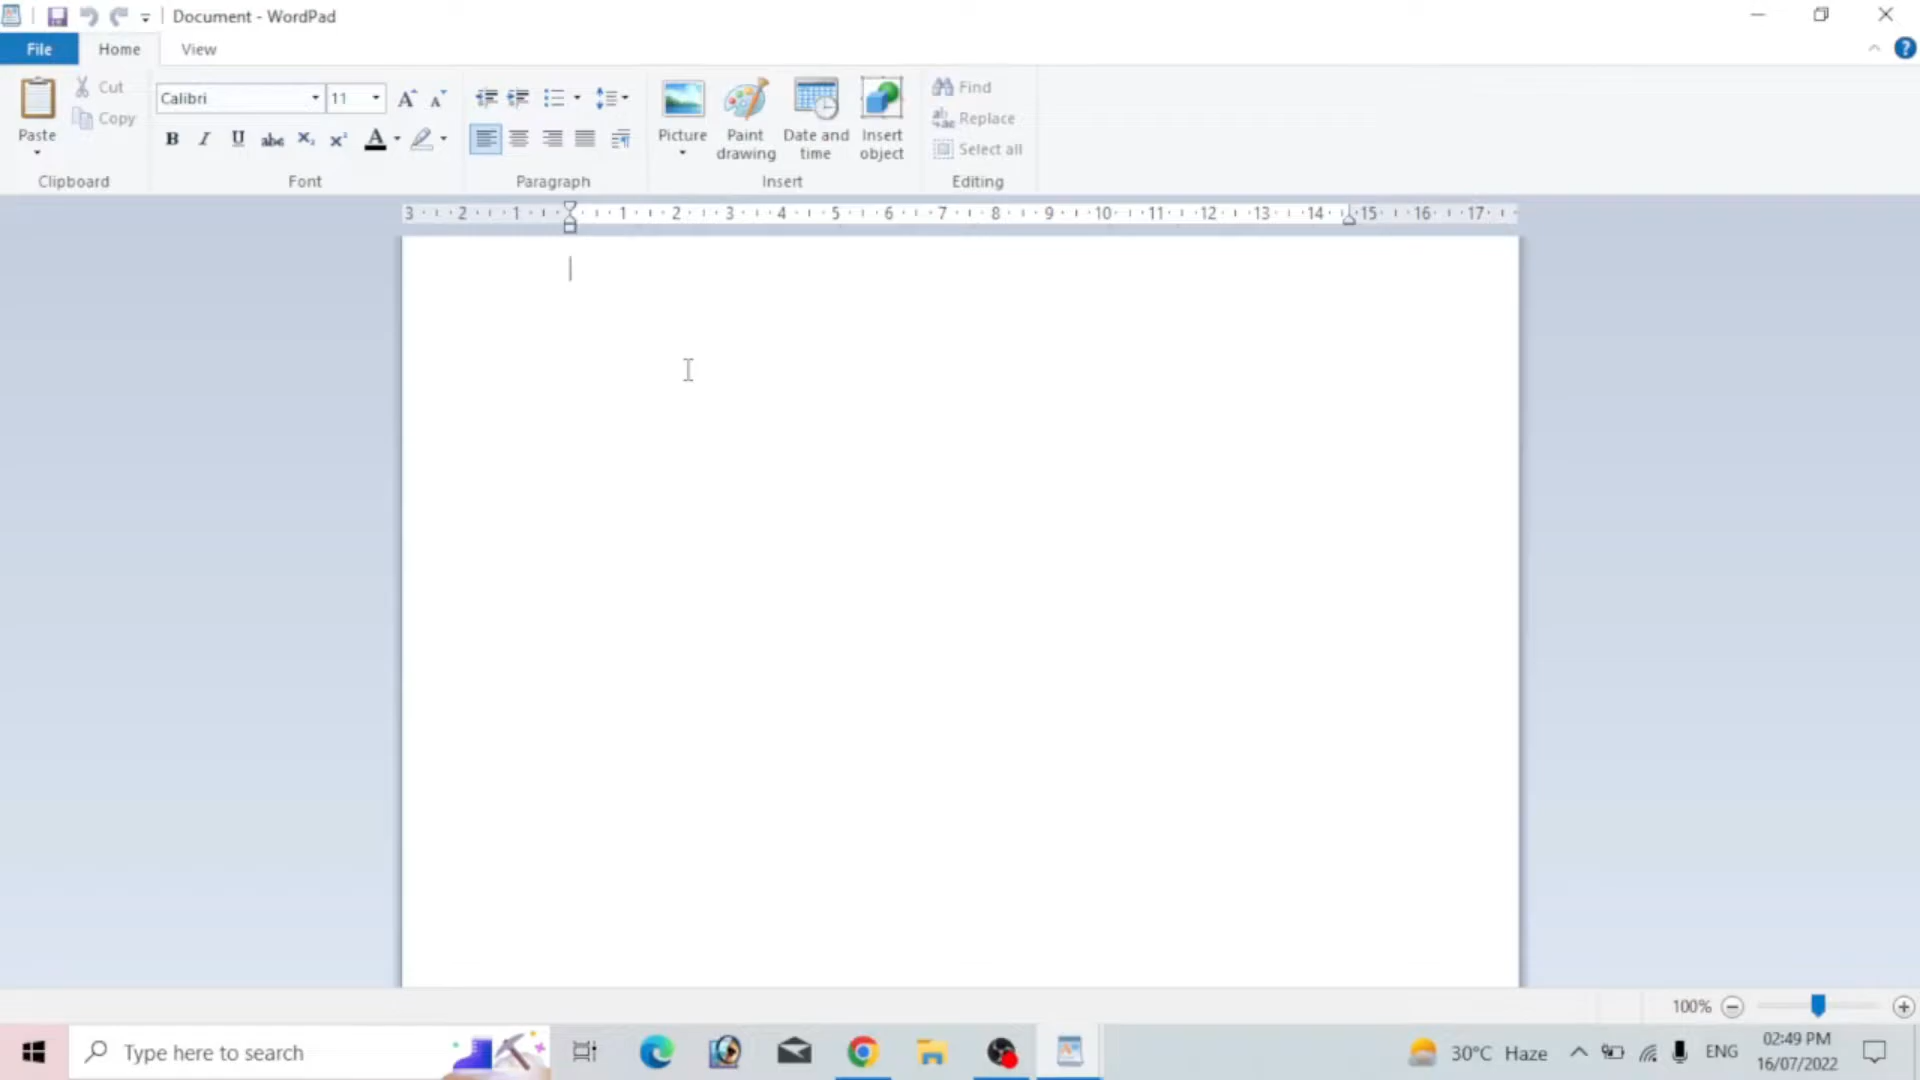 Document - WordPad
File Home View
Paste
Cut
Copy
Clipboard
Calibri 11
A A
B I U abc X₂ X² A
Font
Paragraph
Picture
Paint drawing
Date and time
Insert object
Insert
Find
Replace
Select all
Editing
3 2 1 1 2 3 4 5 6 7 8 9 10 11 12 13 14 15 16 17
100%
Type here to search
30°C Haze
ENG
02:49 PM
16/07/2022